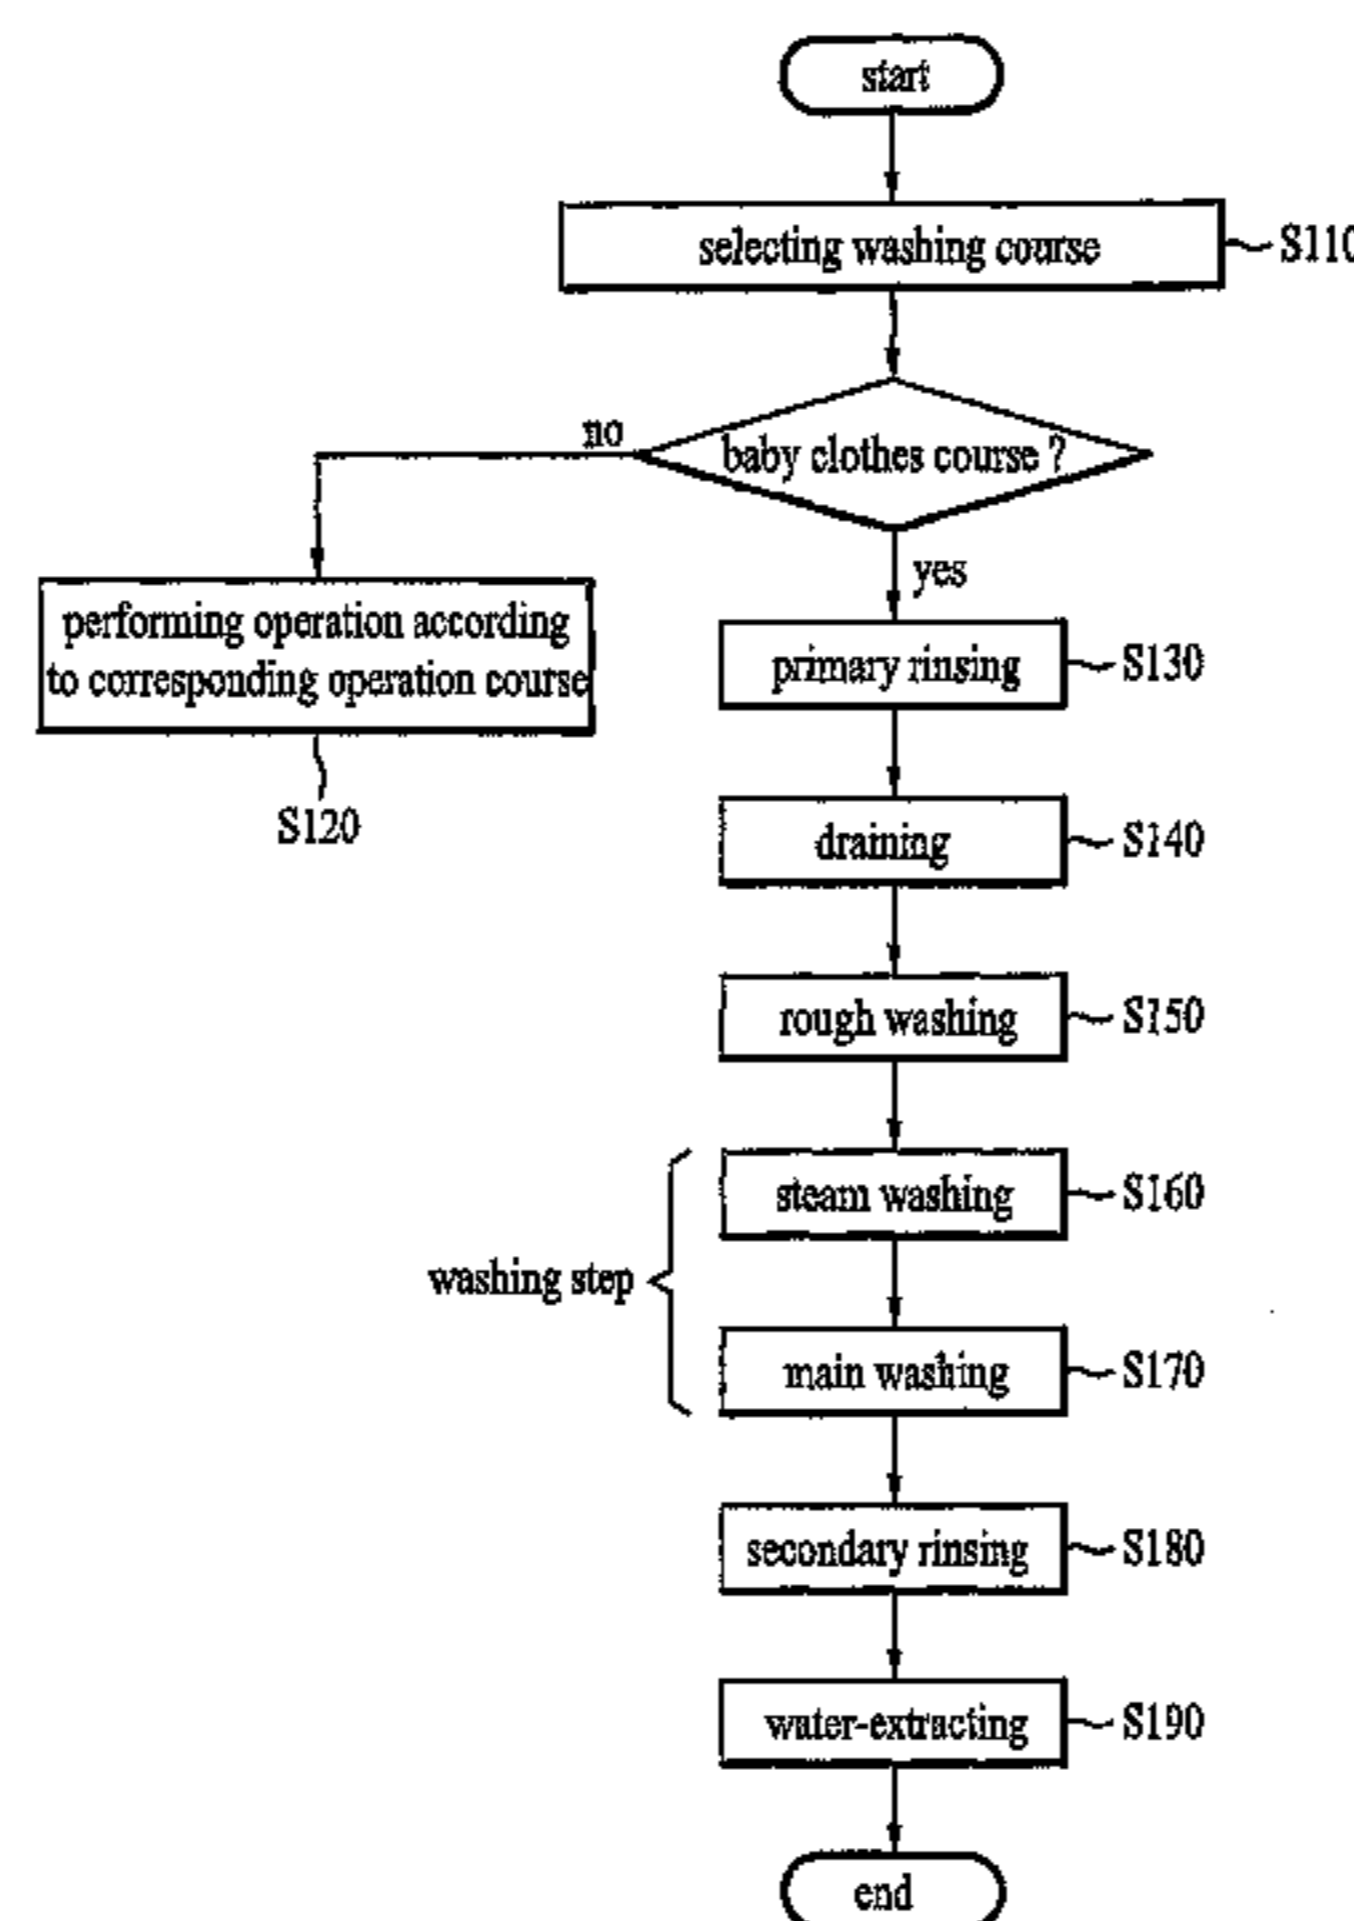 start
selecting washing course
S110
baby clothes course ?
no
yes
performing operation according
to corresponding operation course
S120
primary rinsing
S130
draining
S140
rough washing
S150
steam washing
S160
washing step
main washing
S170
secondary rinsing
S180
water-extracting
S190
end